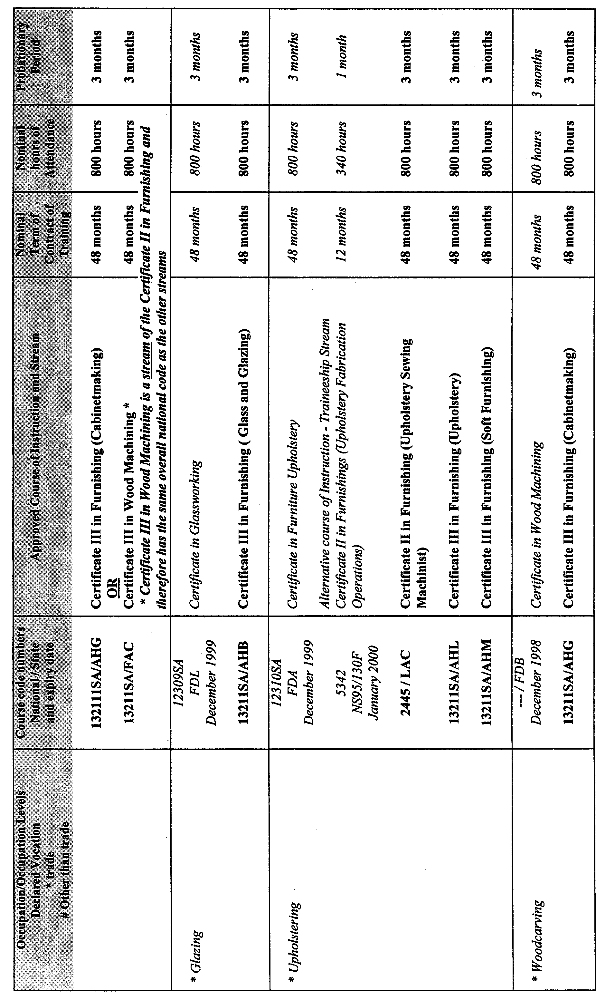 Occupation/Occupation Levels
Declared Vocation
* trade
# Other than trade
Course code numbers
National / State
and expiry date
Approved Course of Instruction and Stream
Nominal
Term of
Contract of
Training
Nominal
hours of
Attendance
Probationary
Period
13211SA/AHG Certificate III in Furnishing (Cabinetmaking) 48 months 800 hours 3 months
OR
13211SA/FAC Certificate III in Wood Machining * 48 months 800 hours 3 months
* Certificate III in Wood Machining is a stream of the Certificate II in Furnishing and
therefore has the same overall national code as the other streams
12309SA
* Glazing FDL Certificate in Glassworking 48 months 800 hours 3 months
December 1999
13211SA/AHB Certificate III in Furnishing ( Glass and Glazing) 48 months 800 hours 3 months
12310SA
* Upholstering FDA Certificate in Furniture Upholstery 48 months 800 hours 3 months
December 1999
Alternative course of Instruction - Traineeship Stream
5342 Certificate II in Furnishings (Upholstery Fabrication 12 months 340 hours 1 month
NS95/130F Operations)
January 2000
2445 / LAC Certificate II in Furnishing (Upholstery Sewing 48 months 800 hours 3 months
Machinist)
13211SA/AHL Certificate III in Furnishing (Upholstery) 48 months 800 hours 3 months
13211SA/AHM Certificate III in Furnishing (Soft Furnishing) 48 months 800 hours 3 months
--- / FDB
* Woodcarving December 1998 Certificate in Wood Machining 48 months 800 hours 3 months
13211SA/AHG Certificate III in Furnishing (Cabinetmaking) 48 months 800 hours 3 months